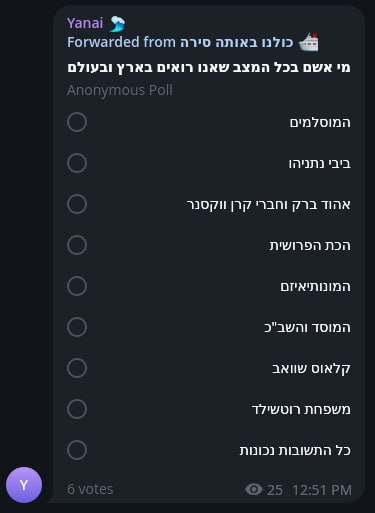 Yanai 🌊
Forwarded from כולנו באותה סירה 🚢
מי אשם בכל המצב שאנו רואים בארץ ובעולם
Anonymous Poll
המוסלמים
ביבי נתניהו
אהוד ברק וחברי קרן ווקסנר
הכת הפרושית
המונותיאיזם
המוסד והשב"כ
קלאוס שוואב
משפחת רוטשילד
כל התשובות נכונות
6 votes 25 12:51 PM
Y